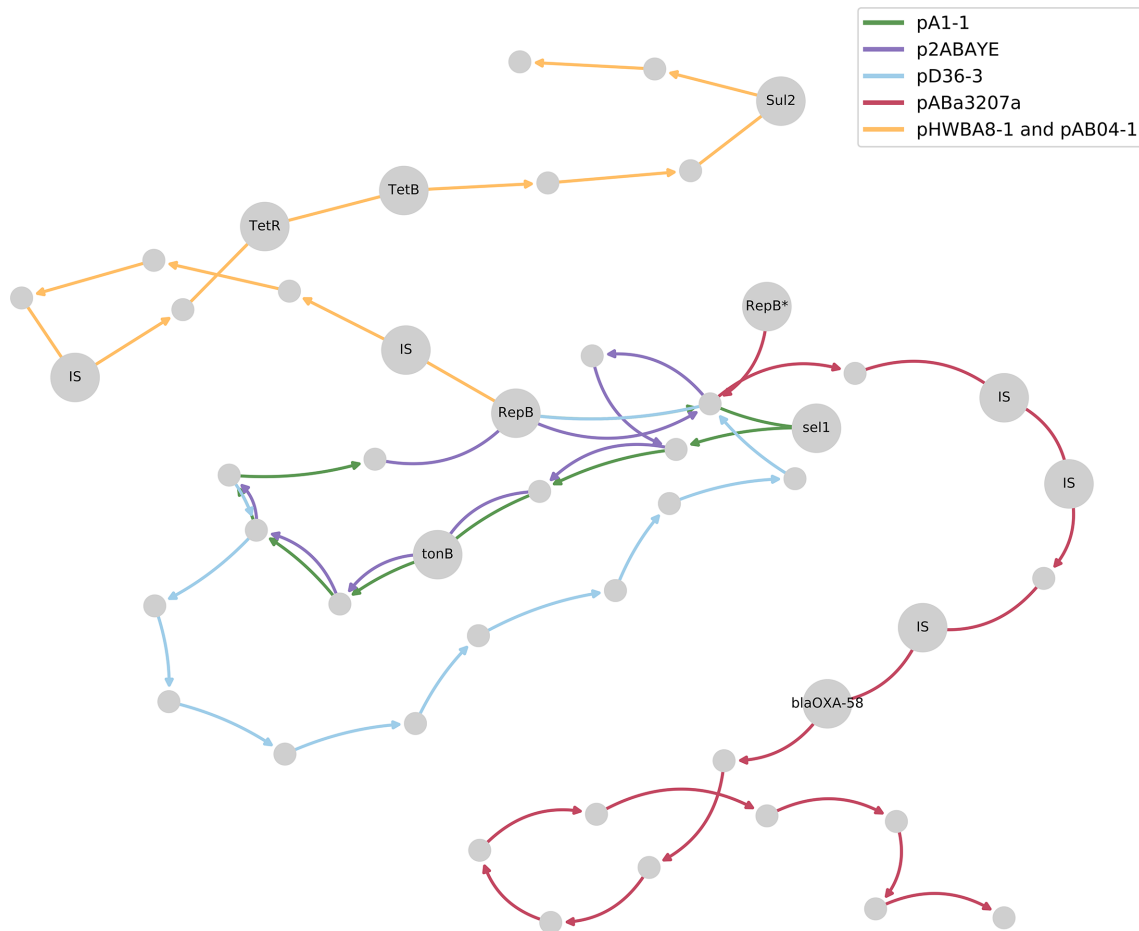 pA1-1
p2ABAYE
pD36-3
pABa3207a
pHWBA8-1 and pAB04-1
Sul2
TetB
TetR
RepB*
IS
IS
IS
RepB
sel1
IS
tonB
IS
blaOXA-58